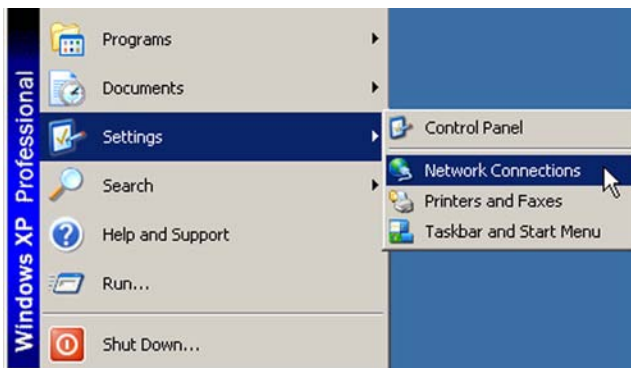 Windows XP Professional
Programs
Documents
Settings
Search
Help and Support
Run...
Shut Down...
Control Panel
Network Connections
Printers and Faxes
Taskbar and Start Menu